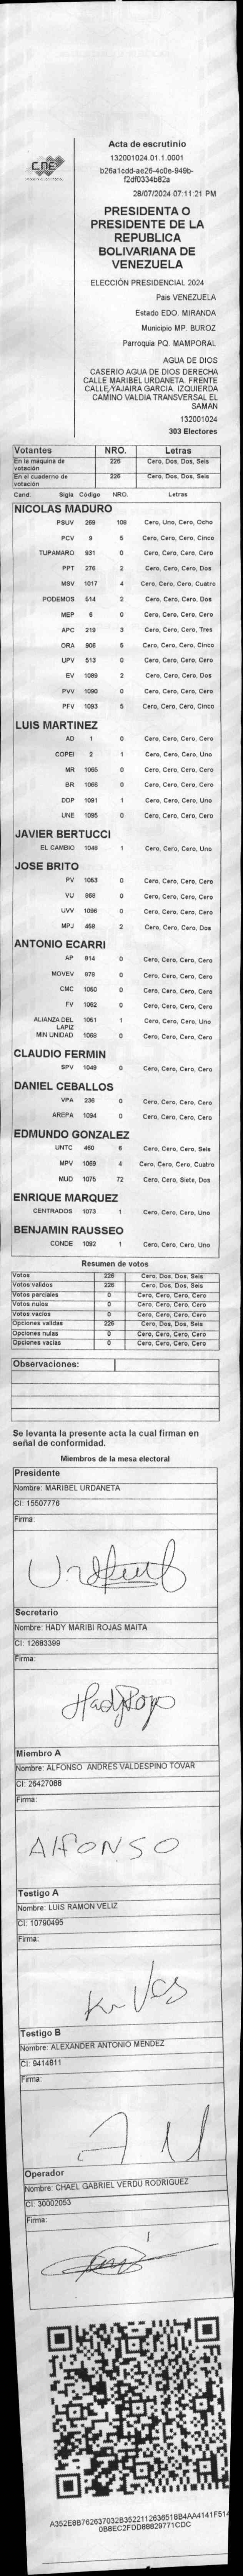 CNE
Acta de escrutinio
132001024.01.1.0001
b26a1cdd-ae26-4c0e-949b-
f2df0334b82a
28/07/2024 07:11:21 PM
PRESIDENTA O
PRESIDENTE DE LA
REPUBLICA
BOLIVARIANA DE
VENEZUELA
ELECCIÓN PRESIDENCIAL 2024
Pais VENEZUELA
Estado EDO. MIRANDA
Municipio MP. BUROZ
Parroquia PQ. MAMPORAL
AGUA DE DIOS
CASERIO AGUA DE DIOS DERECHA
CALLE MARIBEL URDANETA. FRENTE
CALLE YAJAIRA GARCIA. IZQUIERDA
CAMINO VALDIA TRANSVERSAL EL
SAMAN
132001024
303 Electores
Votantes NRO. Letras
En la máquina de votación 226 Cero, Dos, Dos, Seis
En el cuaderno de votación 226 Cero, Dos, Dos, Seis
Cand. Sigla Código NRO. Letras
NICOLAS MADURO
PSUV 269 108 Cero, Uno, Cero, Ocho
PCV 9 5 Cero, Cero, Cero, Cinco
TUPAMARO 931 0 Cero, Cero, Cero, Cero
PPT 276 2 Cero, Cero, Cero, Dos
MSV 1017 4 Cero, Cero, Cero, Cuatro
PODEMOS 514 2 Cero, Cero, Cero, Dos
MEP 6 0 Cero, Cero, Cero, Cero
APC 219 3 Cero, Cero, Cero, Tres
ORA 906 5 Cero, Cero, Cero, Cinco
UPV 513 0 Cero, Cero, Cero, Cero
EV 1089 2 Cero, Cero, Cero, Dos
PVV 1090 0 Cero, Cero, Cero, Cero
PFV 1093 5 Cero, Cero, Cero, Cinco
LUIS MARTINEZ
AD 1 0 Cero, Cero, Cero, Cero
COPEI 2 1 Cero, Cero, Cero, Uno
MR 1065 0 Cero, Cero, Cero, Cero
BR 1066 0 Cero, Cero, Cero, Cero
DDP 1091 1 Cero, Cero, Cero, Uno
UNE 1095 0 Cero, Cero, Cero, Cero
JAVIER BERTUCCI
EL CAMBIO 1048 1 Cero, Cero, Cero, Uno
JOSE BRITO
PV 1053 0 Cero, Cero, Cero, Cero
VU 868 0 Cero, Cero, Cero, Cero
UVV 1096 0 Cero, Cero, Cero, Cero
MPJ 458 2 Cero, Cero, Cero, Dos
ANTONIO ECARRI
AP 814 0 Cero, Cero, Cero, Cero
MOVEV 878 0 Cero, Cero, Cero, Cero
CMC 1050 0 Cero, Cero, Cero, Cero
FV 1062 0 Cero, Cero, Cero, Cero
ALIANZA DEL LAPIZ 1051 1 Cero, Cero, Cero, Uno
MIN UNIDAD 1068 0 Cero, Cero, Cero, Cero
CLAUDIO FERMIN
SPV 1049 0 Cero, Cero, Cero, Cero
DANIEL CEBALLOS
VPA 236 0 Cero, Cero, Cero, Cero
AREPA 1094 0 Cero, Cero, Cero, Cero
EDMUNDO GONZALEZ
UNTC 460 6 Cero, Cero, Cero, Seis
MPV 1069 4 Cero, Cero, Cero, Cuatro
MUD 1075 72 Cero, Cero, Siete, Dos
ENRIQUE MARQUEZ
CENTRADOS 1073 1 Cero, Cero, Cero, Uno
BENJAMIN RAUSSEO
CONDE 1092 1 Cero, Cero, Cero, Uno
Resumen de votos
Votos 226 Cero, Dos, Dos, Seis
Votos validos 226 Cero, Dos, Dos, Seis
Votos parciales 0 Cero, Cero, Cero, Cero
Votos nulos 0 Cero, Cero, Cero, Cero
Votos vacíos 0 Cero, Cero, Cero, Cero
Opciones validas 226 Cero, Dos, Dos, Seis
Opciones nulas 0 Cero, Cero, Cero, Cero
Opciones vacías 0 Cero, Cero, Cero, Cero
Observaciones:
Se levanta la presente acta la cual firman en
señal de conformidad.
Miembros de la mesa electoral
Presidente
Nombre: MARIBEL URDANETA
CI: 15507776
Firma:
Secretario
Nombre: HADY MARIBI ROJAS MAITA
CI: 12683399
Firma:
Hady Rojas
Miembro A
Nombre: ALFONSO ANDRES VALDESPINO TOVAR
CI: 26427088
Firma:
AlfONSO
Testigo A
Nombre: LUIS RAMON VELIZ
CI: 10790495
Firma:
Testigo B
Nombre: ALEXANDER ANTONIO MENDEZ
CI: 9414811
Firma:
Operador
Nombre: CHAEL GABRIEL VERDU RODRIGUEZ
CI: 30002053
Firma:
A352E8B762637032B3522112636519B4AA4141F514
0B8EC2FDD88829771CDC